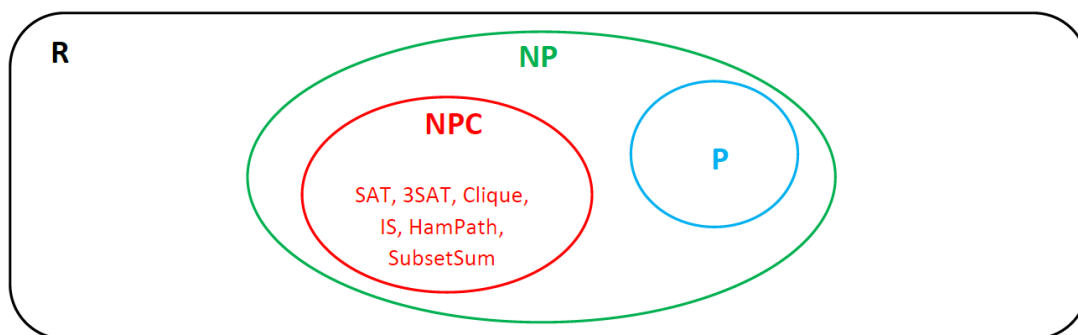 R
NP
NPC
P
SAT, 3SAT, Clique,
IS, HamPath,
SubsetSum